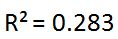 R² = 0.283